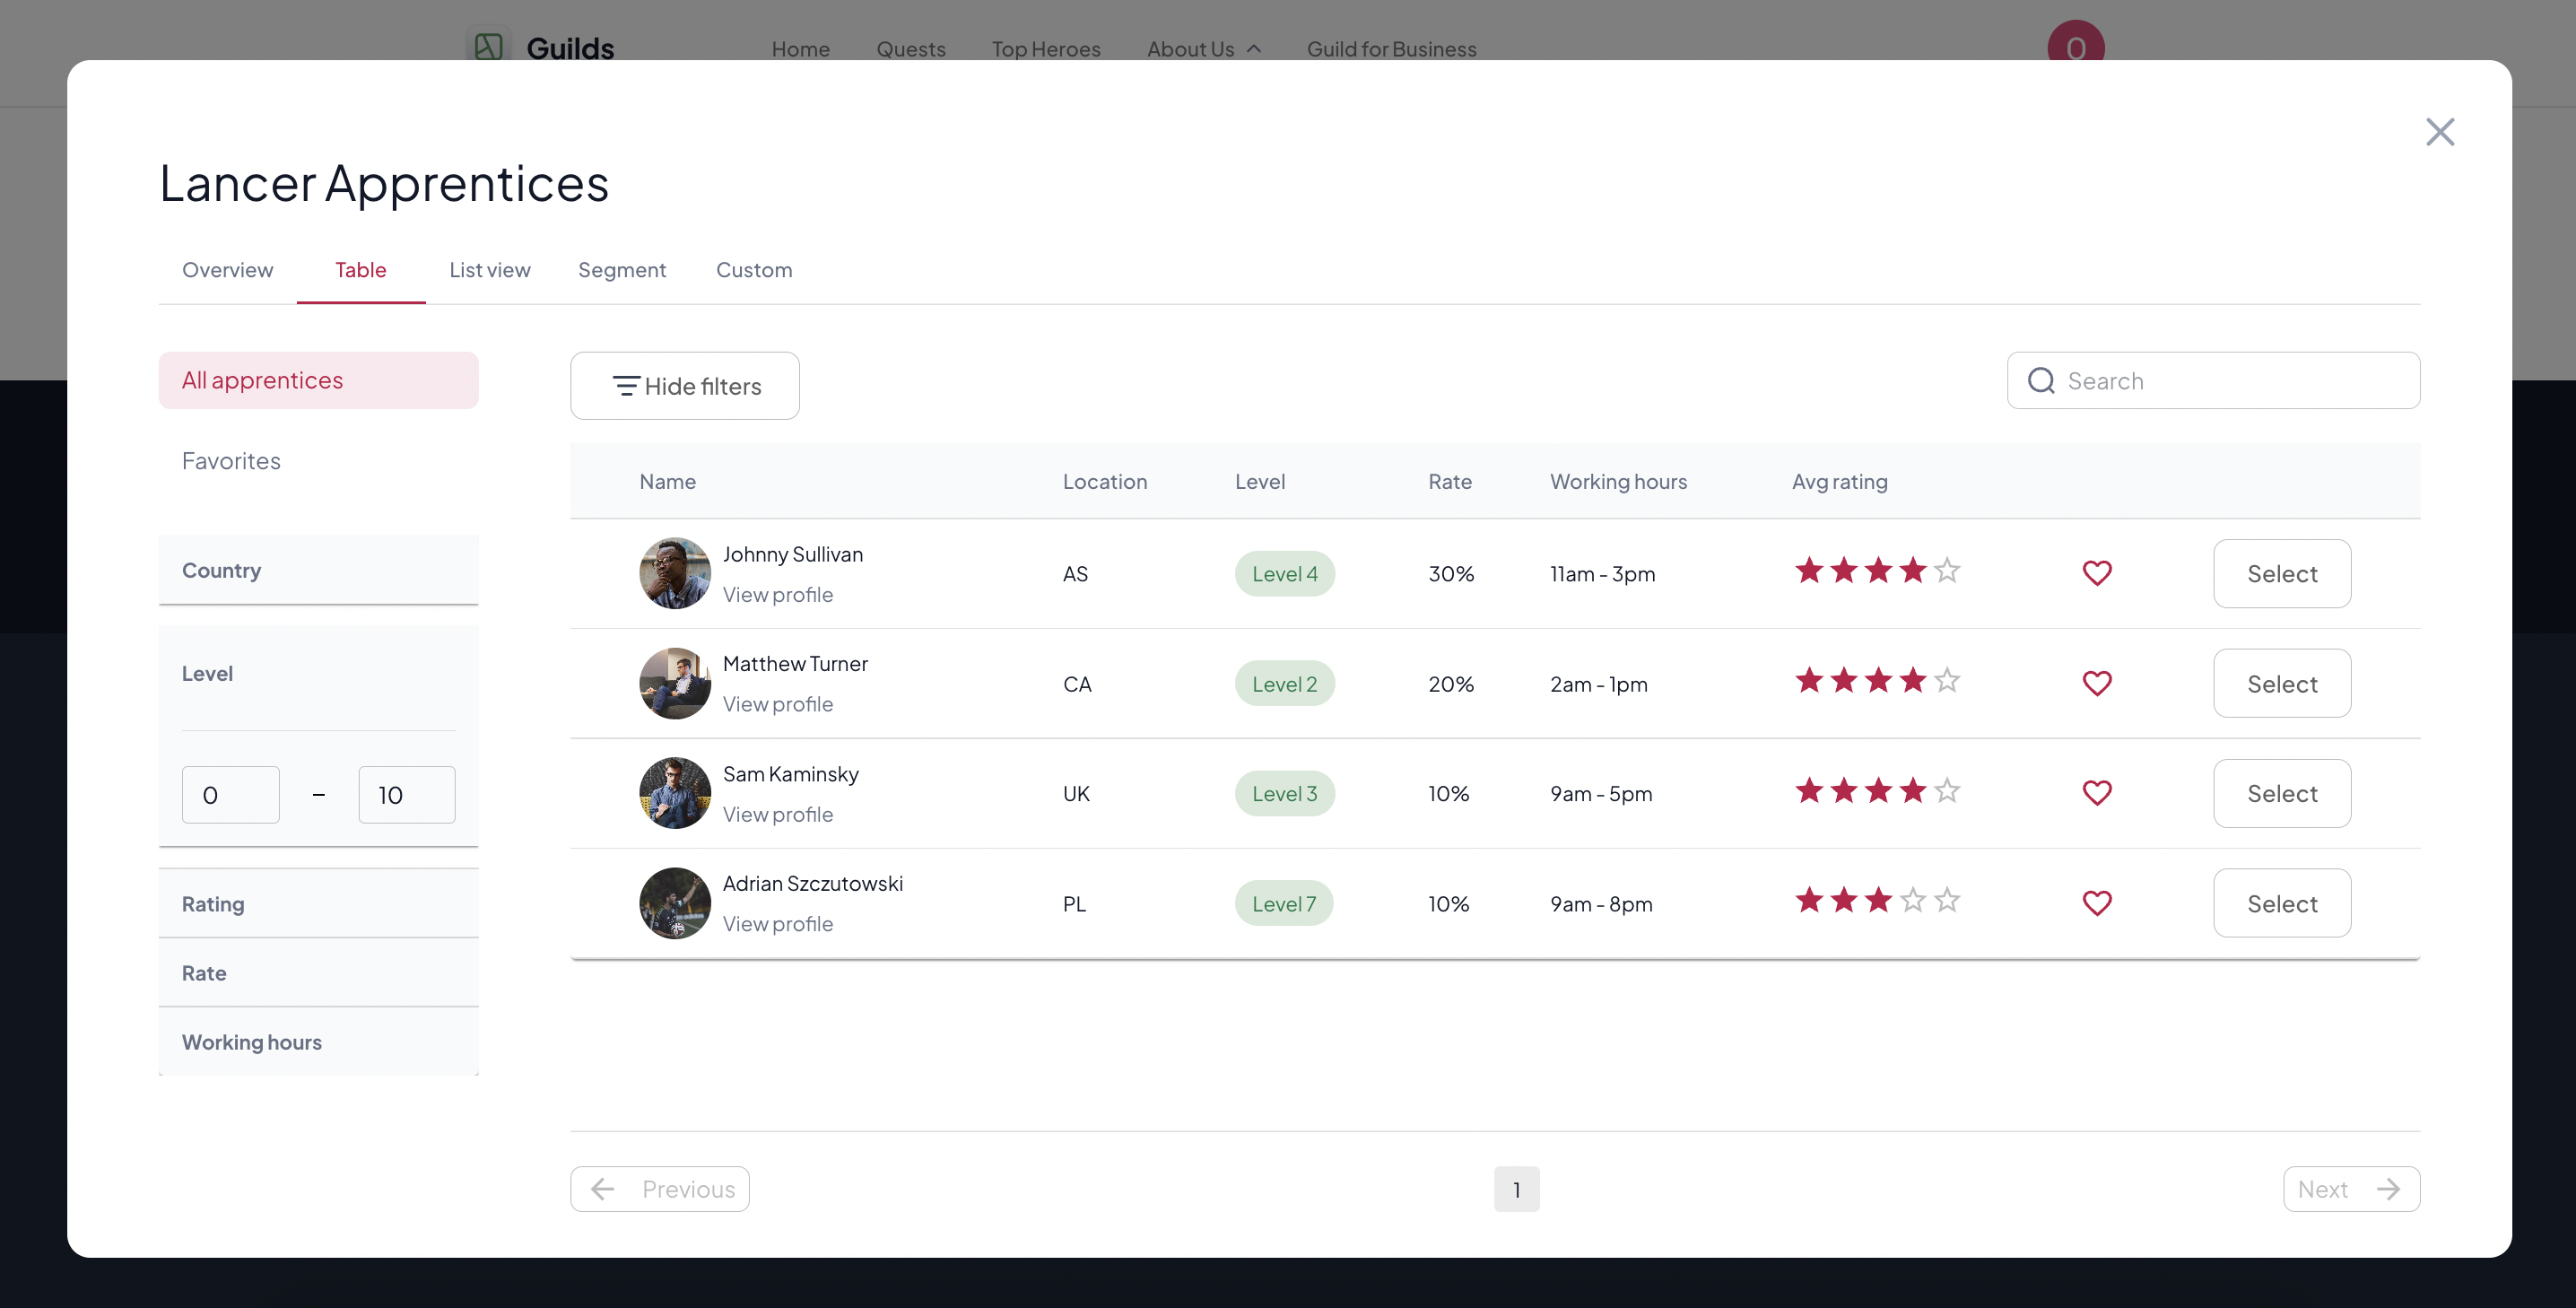 Guilds
Home Quests Top Heroes About Us Guild for Business
0
Lancer Apprentices
Overview Table List view Segment Custom
All apprentices
Favorites
Country
Level
0 – 10
Rating
Rate
Working hours
Hide filters
Search
Name Location Level Rate Working hours Avg rating
Johnny Sullivan
View profile
AS Level 4 30% 11am - 3pm Select
Matthew Turner
View profile
CA Level 2 20% 2am - 1pm Select
Sam Kaminsky
View profile
UK Level 3 10% 9am - 5pm Select
Adrian Szczutowski
View profile
PL Level 7 10% 9am - 8pm Select
Previous 1 Next